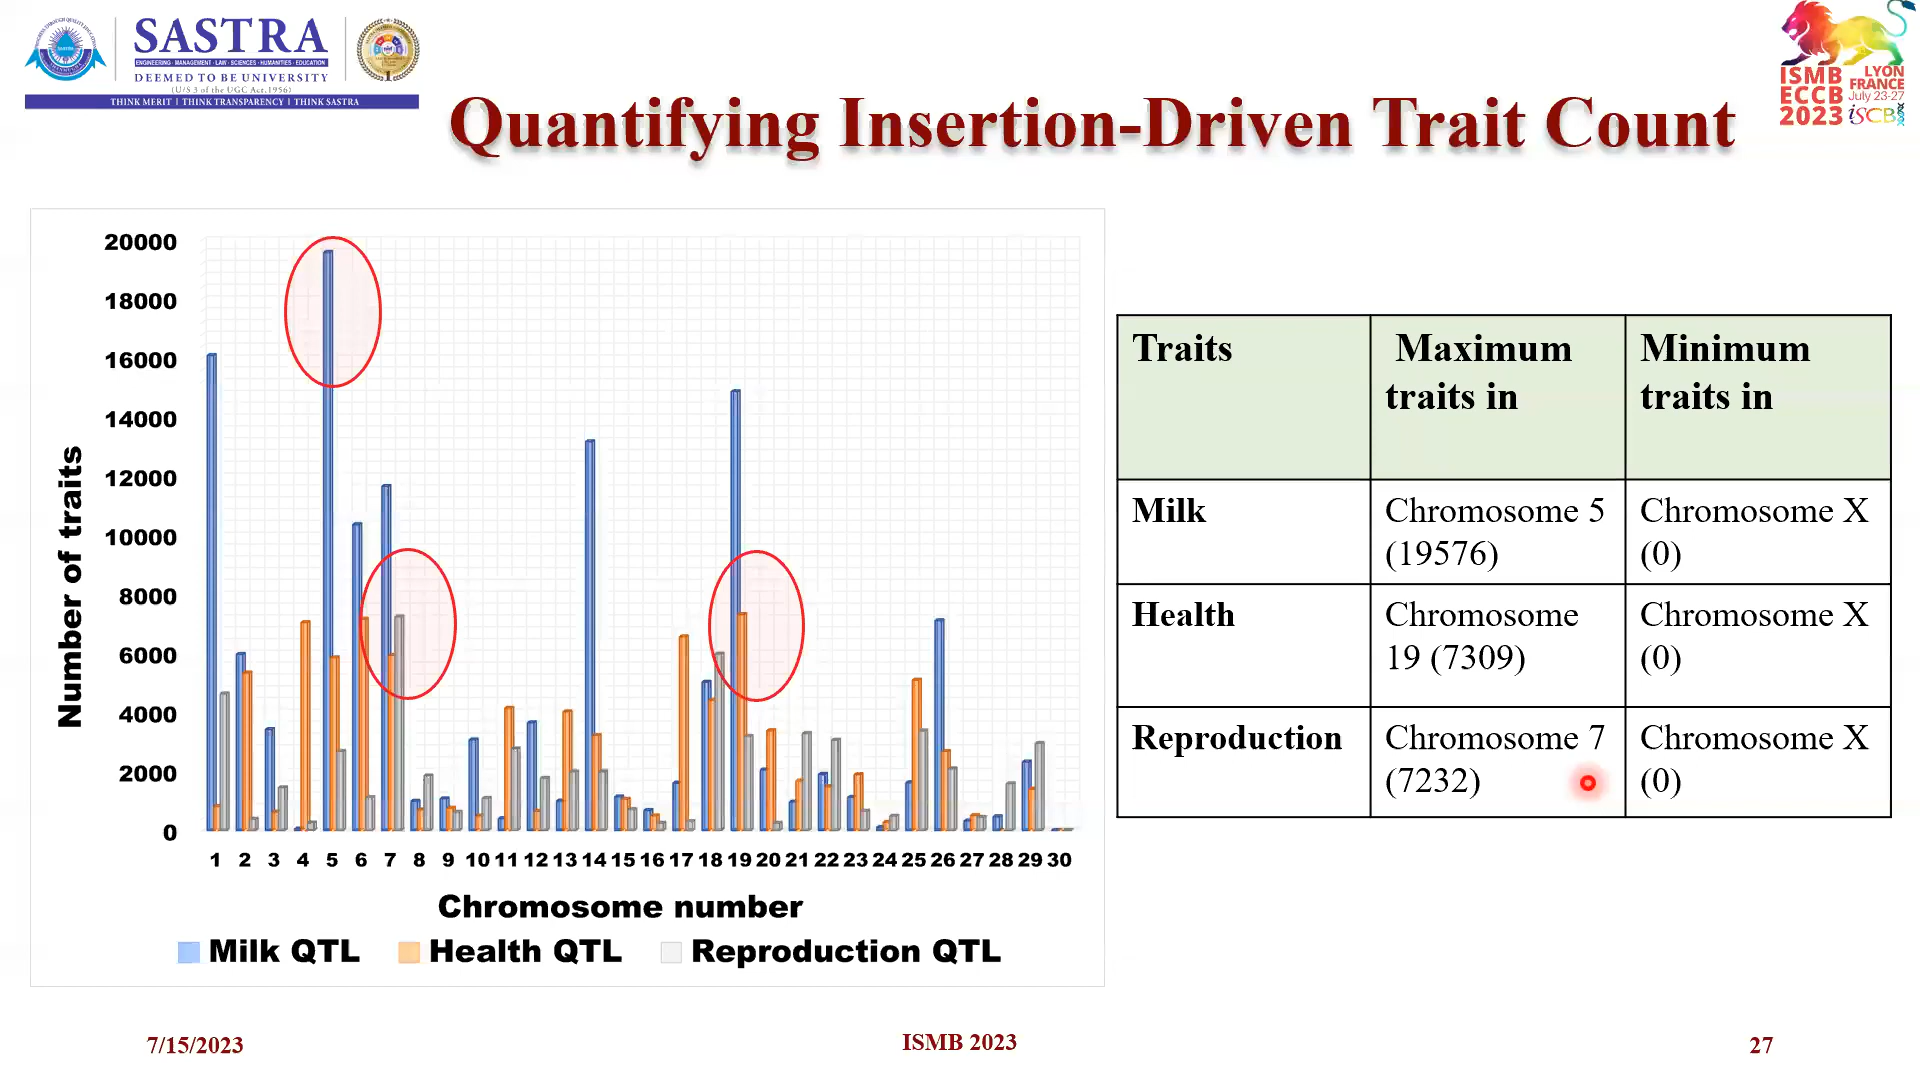 SASTRA
ENGINEERING · MANAGEMENT · LAW · SCIENCES · HUMANITIES · EDUCATION
DEEMED TO BE UNIVERSITY
(U/S 3 of the UGC Act, 1956)
THINK MERIT | THINK TRANSPARENCY | THINK SASTRA
ISMB
ECCB
2023
LYON
FRANCE
July 23-27
iSCB
Quantifying Insertion-Driven Trait Count
Number of traits
20000
18000
16000
14000
12000
10000
8000
6000
4000
2000
0
1 2 3 4 5 6 7 8 9 10 11 12 13 14 15 16 17 18 19 20 21 22 23 24 25 26 27 28 29 30
Chromosome number
Milk QTL Health QTL Reproduction QTL
Traits
Maximum
traits in
Minimum
traits in
Milk
Chromosome 5
(19576)
Chromosome X
(0)
Health
Chromosome
19 (7309)
Chromosome X
(0)
Reproduction
Chromosome 7
(7232)
Chromosome X
(0)
7/15/2023
ISMB 2023
27